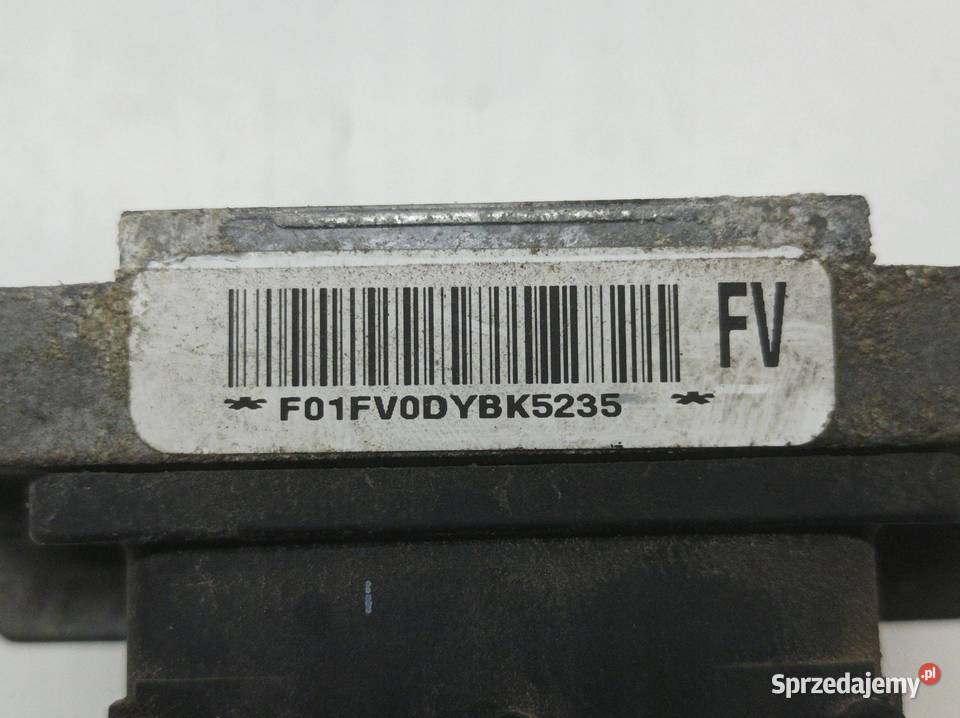 FV
* F01FV0DYBK5235 *
Sprzedajemy.pl